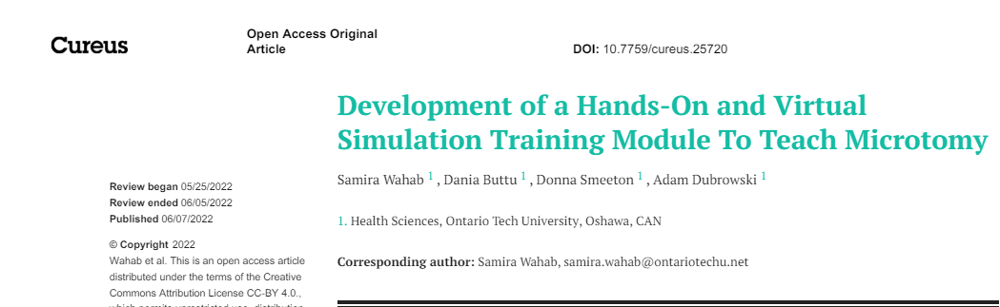 Cureus
Open Access Original
Article
DOI: 10.7759/cureus.25720
Development of a Hands-On and Virtual
Simulation Training Module To Teach Microtomy
Samira Wahab 1 , Dania Buttu 1 , Donna Smeeton 1 , Adam Dubrowski 1
1. Health Sciences, Ontario Tech University, Oshawa, CAN
Corresponding author: Samira Wahab, samira.wahab@ontariotechu.net
Review began 05/25/2022
Review ended 06/05/2022
Published 06/07/2022
© Copyright 2022
Wahab et al. This is an open access article
distributed under the terms of the Creative
Commons Attribution License CC-BY 4.0.,
which permits unrestricted use, distribution,